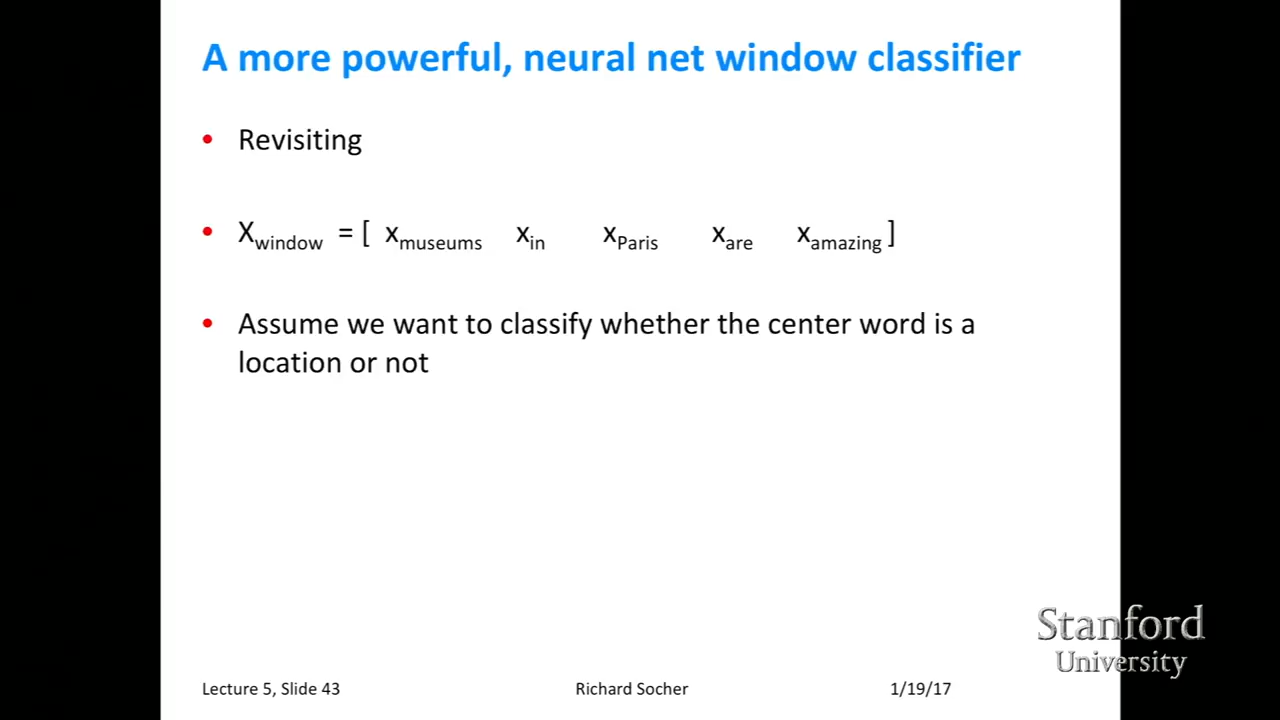 A more powerful, neural net window classifier
• Revisiting
• Xwindow = [ xmuseums xin xParis xare xamazing ]
• Assume we want to classify whether the center word is a
location or not
Stanford
University
Lecture 5, Slide 43 Richard Socher 1/19/17